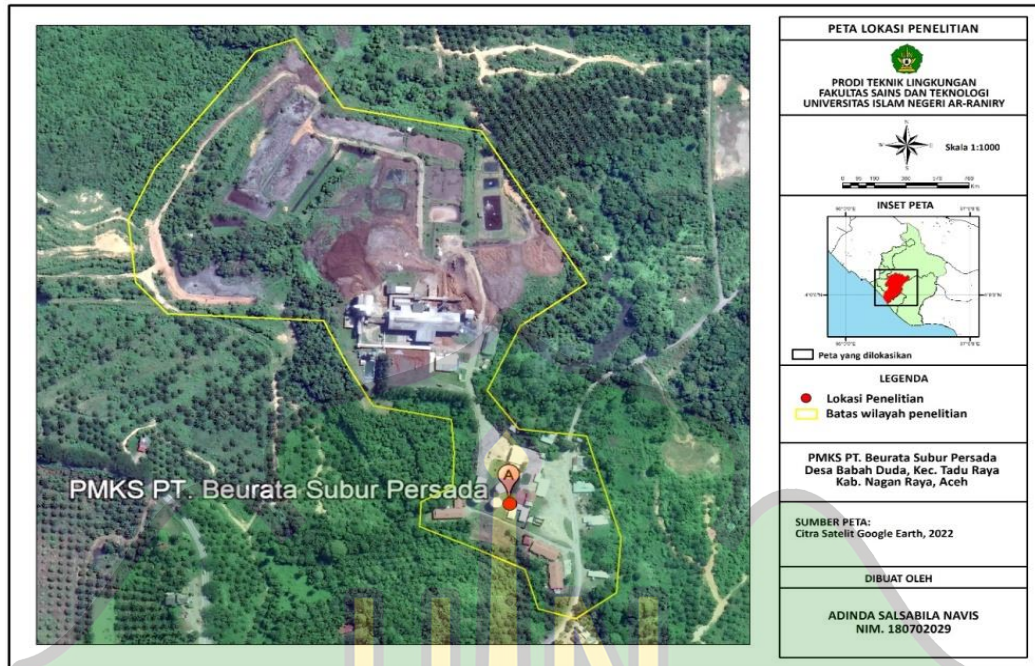 PMKS PT. Beurata Subur Persada
A
PETA LOKASI PENELITIAN
PRODI TEKNIK LINGKUNGAN
FAKULTAS SAINS DAN TEKNOLOGI
UNIVERSITAS ISLAM NEGERI AR-RANIRY
Skala 1:1000
Km
INSET PETA
Peta yang dilokasikan
LEGENDA
Lokasi Penelitian
Batas wilayah penelitian
PMKS PT. Beurata Subur Persada
Desa Babah Duda, Kec. Tadu Raya
Kab. Nagan Raya, Aceh
SUMBER PETA:
Citra Satelit Google Earth, 2022
DIBUAT OLEH
ADINDA SALSABILA NAVIS
NIM. 180702029